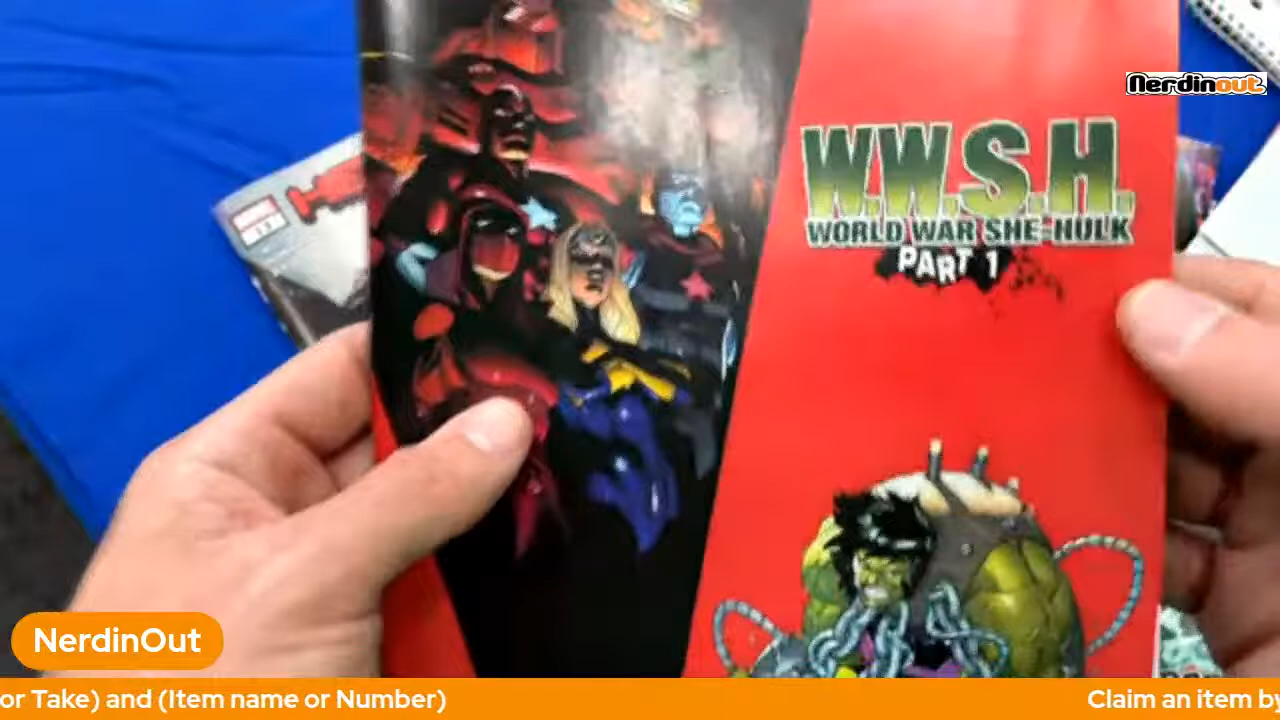 Nerdinout
W.W.S.H.
WORLD WAR SHE-HULK
PART 1
NerdinOut
or Take) and (Item name or Number)
Claim an item by